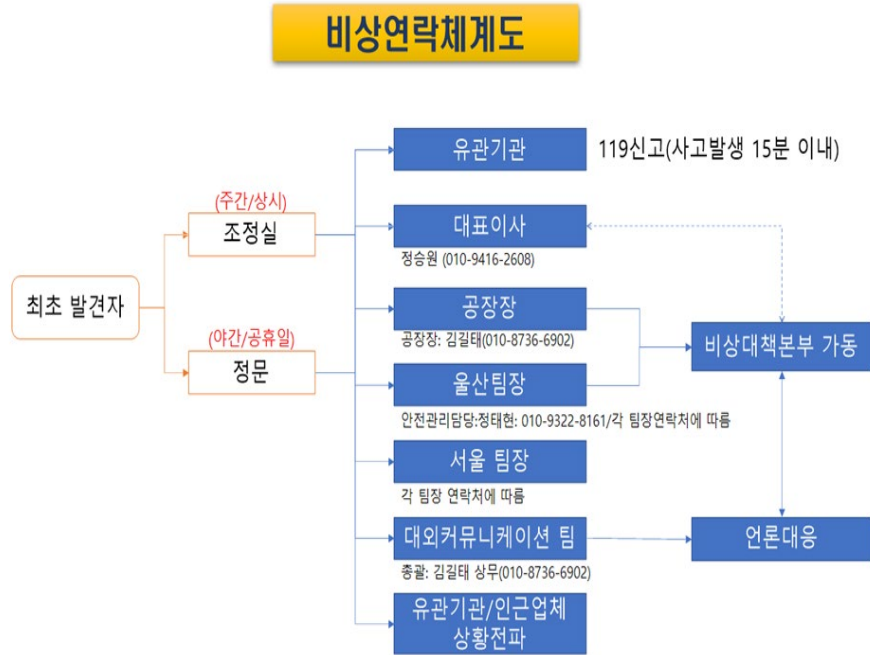 비상연락체계도
유관기관
119신고(사고발생 15분 이내)
(주간/상시)
조정실
대표이사
정승원 (010-9416-2608)
최초 발견자
공장장
공장장: 김길태(010-8736-6902)
(야간/공휴일)
정문
비상대책본부 가동
울산팀장
안전관리담당:정태현: 010-9322-8161/각 팀장연락처에 따름
서울 팀장
각 팀장 연락처에 따름
대외커뮤니케이션 팀
언론대응
총괄: 김길태 상무(010-8736-6902)
유관기관/인근업체
상황전파